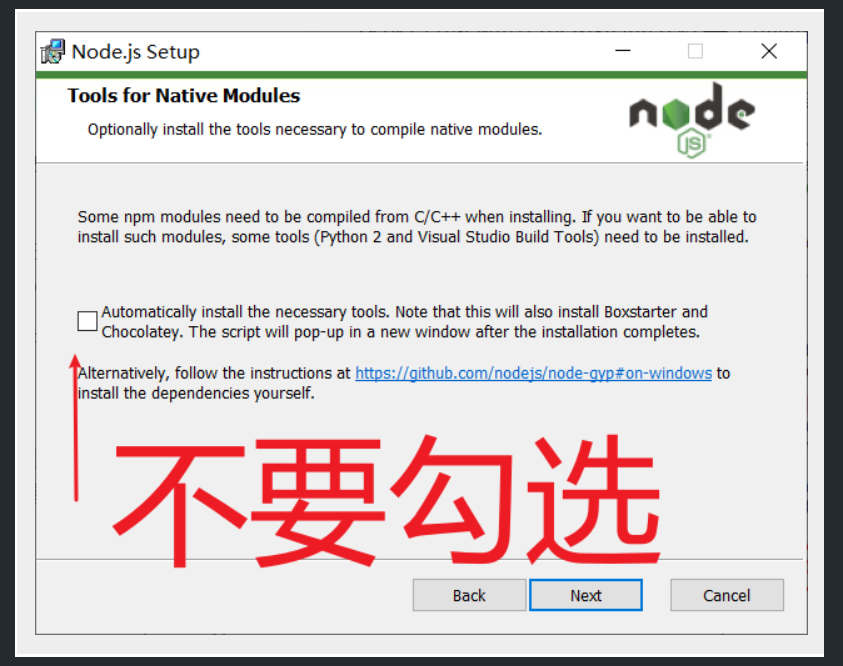 Node.js Setup
Tools for Native Modules
Optionally install the tools necessary to compile native modules.
node
JS
Some npm modules need to be compiled from C/C++ when installing. If you want to be able to
install such modules, some tools (Python 2 and Visual Studio Build Tools) need to be installed.
Automatically install the necessary tools. Note that this will also install Boxstarter and
Chocolatey. The script will pop-up in a new window after the installation completes.
Alternatively, follow the instructions at https://github.com/nodejs/node-gyp#on-windows to
install the dependencies yourself.
不要勾选
Back
Next
Cancel